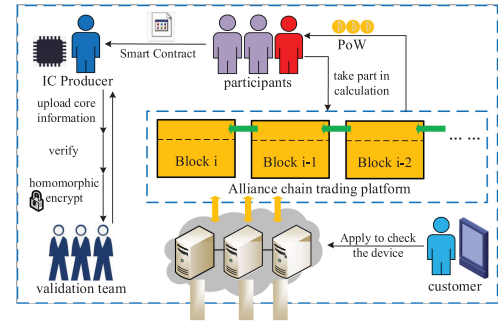 PoW
Smart Contract
IC Producer
participants
upload core
information
take part in
calculation
verify
Block i
Block i-1
Block i-2
... ...
homomorphic
encrypt
Alliance chain trading platform
Apply to check
the device
validation team
customer